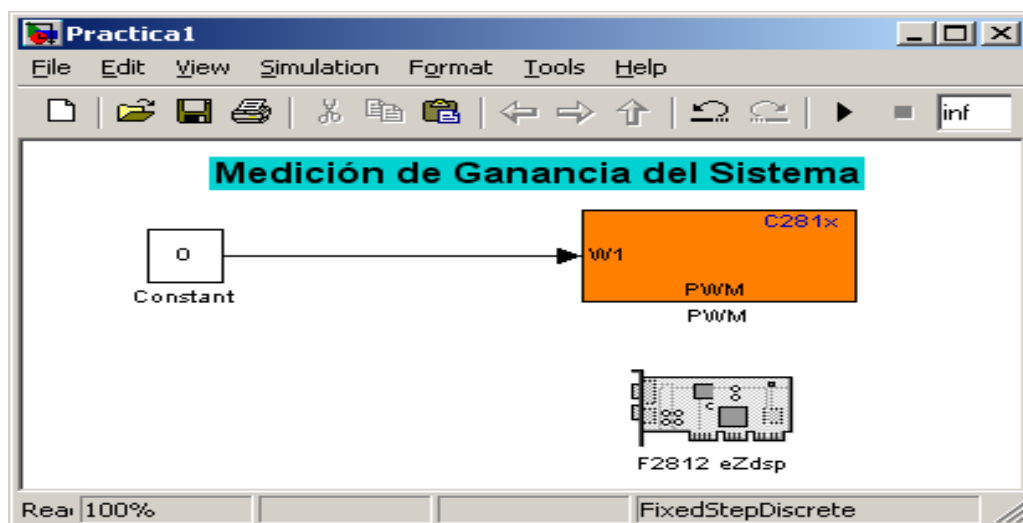 Practica1
File Edit View Simulation Format Tools Help
inf
Medición de Ganancia del Sistema
0
Constant
C281x
W1
PWM
PWM
F2812 eZdsp
Rea 100% FixedStepDiscrete